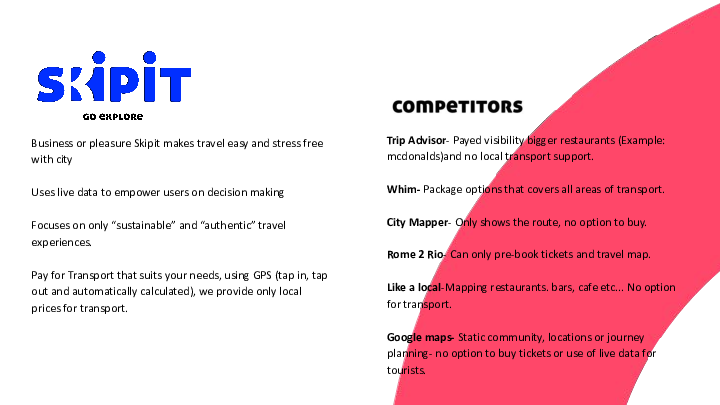 SKIPIT
GO EXPLORE
Business or pleasure Skipit makes travel easy and stress free
with city
Uses live data to empower users on decision making
Focuses on only “sustainable” and “authentic” travel
experiences.
Pay for Transport that suits your needs, using GPS (tap in, tap
out and automatically calculated), we provide only local
prices for transport.
COMPETITORS
Trip Advisor- Payed visibility bigger restaurants (Example:
mcdonalds)and no local transport support.
Whim- Package options that covers all areas of transport.
City Mapper- Only shows the route, no option to buy.
Rome 2 Rio- Can only pre-book tickets and travel map.
Like a local-Mapping restaurants. bars, cafe etc... No option
for transport.
Google maps- Static community, locations or journey
planning- no option to buy tickets or use of live data for
tourists.